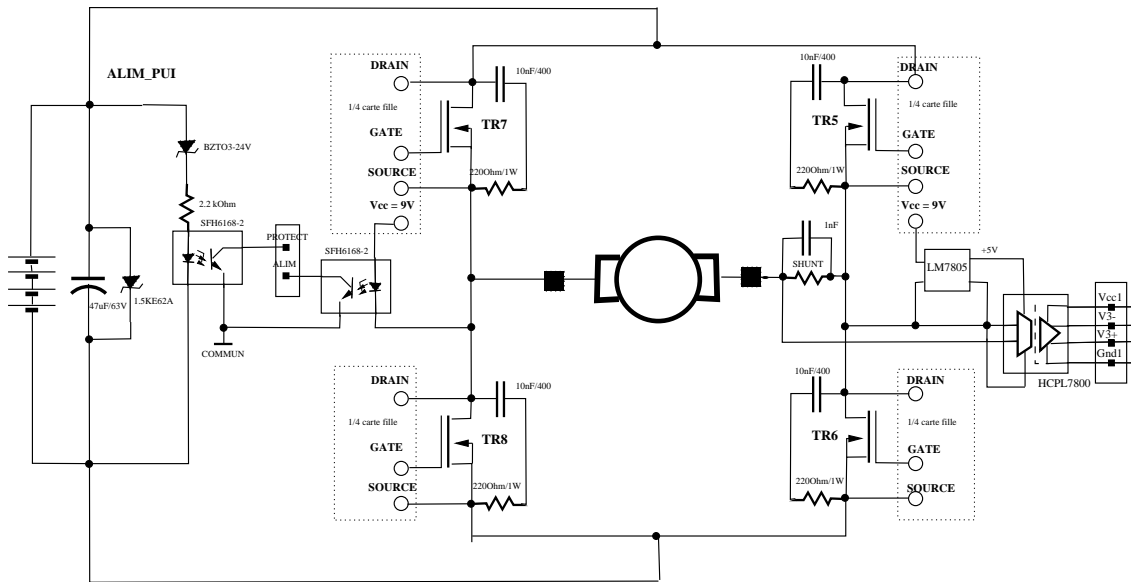 ALIM_PUI
BZTO3-24V
2.2 kOhm
SFH6168-2
PROTECT
ALIM
47uF/63V
1.5KE62A
COMMUN
SFH6168-2
DRAIN
1/4 carte fille
GATE
SOURCE
Vcc = 9V
10nF/400
TR7
220Ohm/1W
10nF/400
TR5
220Ohm/1W
DRAIN
1/4 carte fille
GATE
SOURCE
Vcc = 9V
1nF
SHUNT
LM7805
+5V
Vcc1
V3-
V3+
Gnd1
HCPL7800
DRAIN
1/4 carte fille
GATE
SOURCE
10nF/400
TR8
220Ohm/1W
10nF/400
TR6
220Ohm/1W
DRAIN
1/4 carte fille
GATE
SOURCE